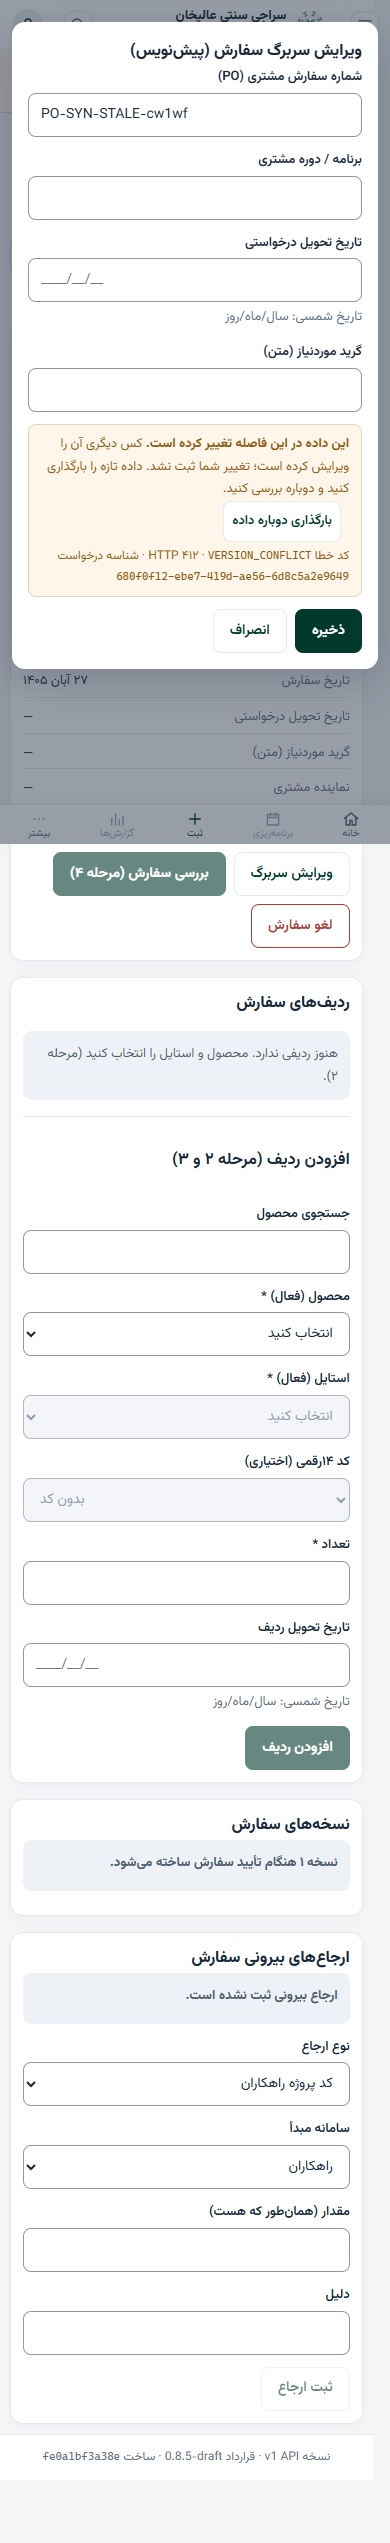 سراجی سنتی عالیخان
ویرایش سربرگ سفارش (پیش‌نویس)
شماره سفارش مشتری (PO)
PO-SYN-STALE-cw1wf
برنامه / دوره مشتری
تاریخ تحویل درخواستی
____/__/__
تاریخ شمسی: سال/ماه/روز
گرید موردنیاز (متن)
این داده در این فاصله تغییر کرده است. کس دیگری آن را
ویرایش کرده است؛ تغییر شما ثبت نشد. داده تازه را بارگذاری
کنید و دوباره بررسی کنید.
بارگذاری دوباره داده
کد خطا VERSION_CONFLICT · HTTP ۴۱۲ · شناسه درخواست
680f0f12-ebe7-419d-ae56-6d8c5a2e9649
ذخیره
انصراف
تاریخ سفارش
۲۷ آبان ۱۴۰۵
تاریخ تحویل درخواستی
—
گرید موردنیاز (متن)
—
نماینده مشتری
—
خانه
برنامه‌ریزی
ثبت
گزارش‌ها
بیشتر
ویرایش سربرگ
بررسی سفارش (مرحله ۴)
لغو سفارش
ردیف‌های سفارش
هنوز ردیفی ندارد. محصول و استایل را انتخاب کنید (مرحله
۲).
افزودن ردیف (مرحله ۲ و ۳)
جستجوی محصول
محصول (فعال) *
انتخاب کنید
استایل (فعال) *
انتخاب کنید
کد ۱۴رقمی (اختیاری)
بدون کد
تعداد *
تاریخ تحویل ردیف
____/__/__
تاریخ شمسی: سال/ماه/روز
افزودن ردیف
نسخه‌های سفارش
نسخه ۱ هنگام تأیید سفارش ساخته می‌شود.
ارجاع‌های بیرونی سفارش
ارجاع بیرونی ثبت نشده است.
نوع ارجاع
کد پروژه راهکاران
سامانه مبدأ
راهکاران
مقدار (همان‌طور که هست)
دلیل
ثبت ارجاع
نسخه v1 API · قرارداد 0.8.5-draft · ساخت fe0a1bf3a38e